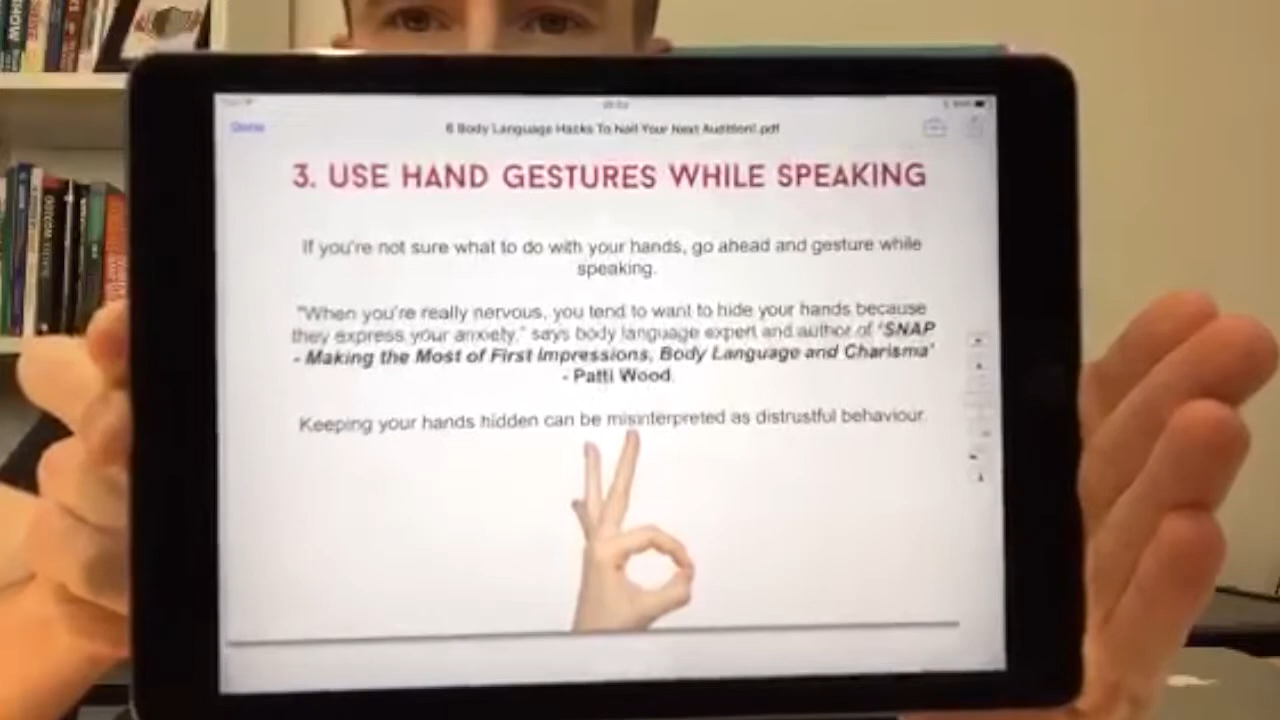 Done
6 Body Language Hacks To Nail Your Next Audition!.pdf
3. USE HAND GESTURES WHILE SPEAKING
If you're not sure what to do with your hands, go ahead and gesture while
speaking.
"When you're really nervous, you tend to want to hide your hands because
they express your anxiety," says body language expert and author of 'SNAP
- Making the Most of First Impressions, Body Language and Charisma'
- Patti Wood.
Keeping your hands hidden can be misinterpreted as distrustful behaviour.